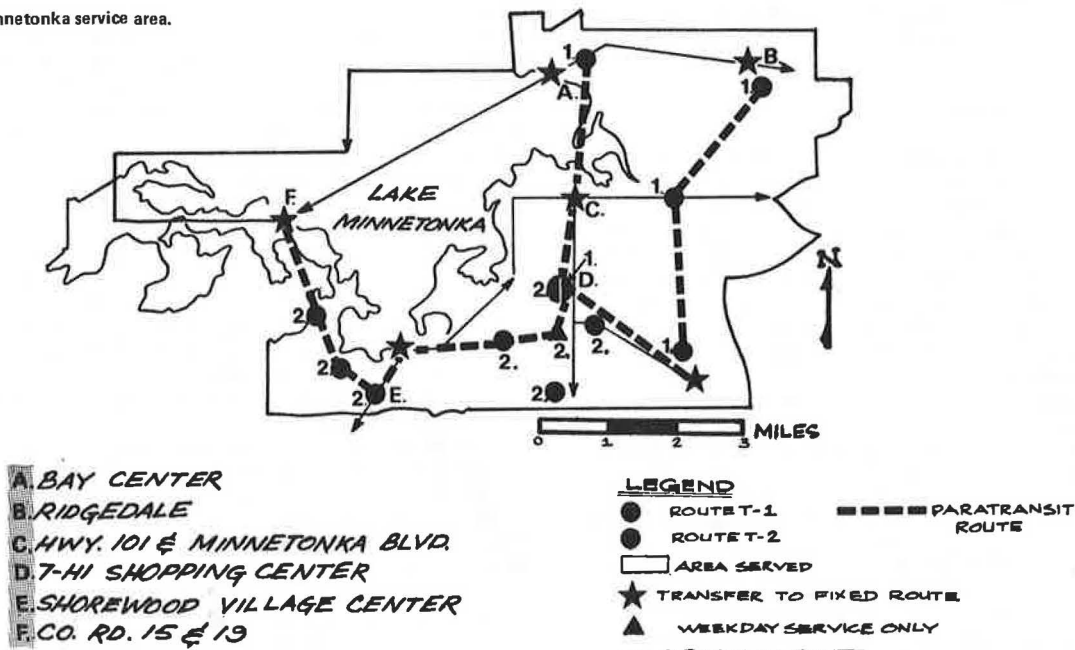 nnetonka service area.
1.
B.
A.
1.
F.
LAKE
MINNETONKA
1.
C.
N
1.
D.
2.
2.
2.
2.
2.
1.
2.
2.
E.
2.
MILES
0 1 2 3
A. BAY CENTER
B. RIDGEDALE
C. HWY. 101 & MINNETONKA BLVD.
D. 7-HI SHOPPING CENTER
E. SHOREWOOD VILLAGE CENTER
F. CO. RD. 15 & 19
LEGEND
ROUTE T-1
PARATRANSIT ROUTE
ROUTE T-2
AREA SERVED
TRANSFER TO FIXED ROUTE
WEEKDAY SERVICE ONLY